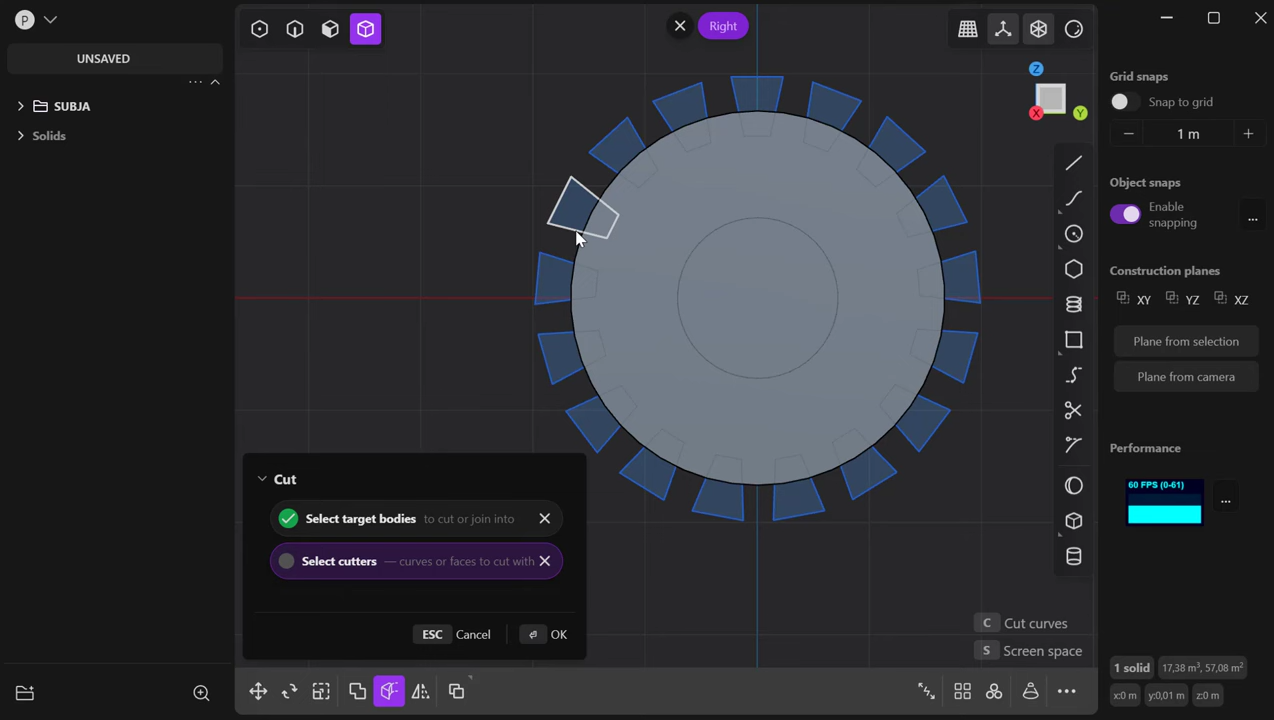 P
UNSAVED
...
SUBJA
Solids
Right
Z
X
Y
Grid snaps
Snap to grid
1 m
Object snaps
Enable snapping
...
Construction planes
XY
YZ
XZ
Plane from selection
Plane from camera
Performance
60 FPS (0-61)
...
Cut
Select target bodies to cut or join into
Select cutters — curves or faces to cut with
ESC Cancel
OK
C Cut curves
S Screen space
1 solid 17,38 m³, 57,08 m²
x:0 m y:0,01 m z:0 m